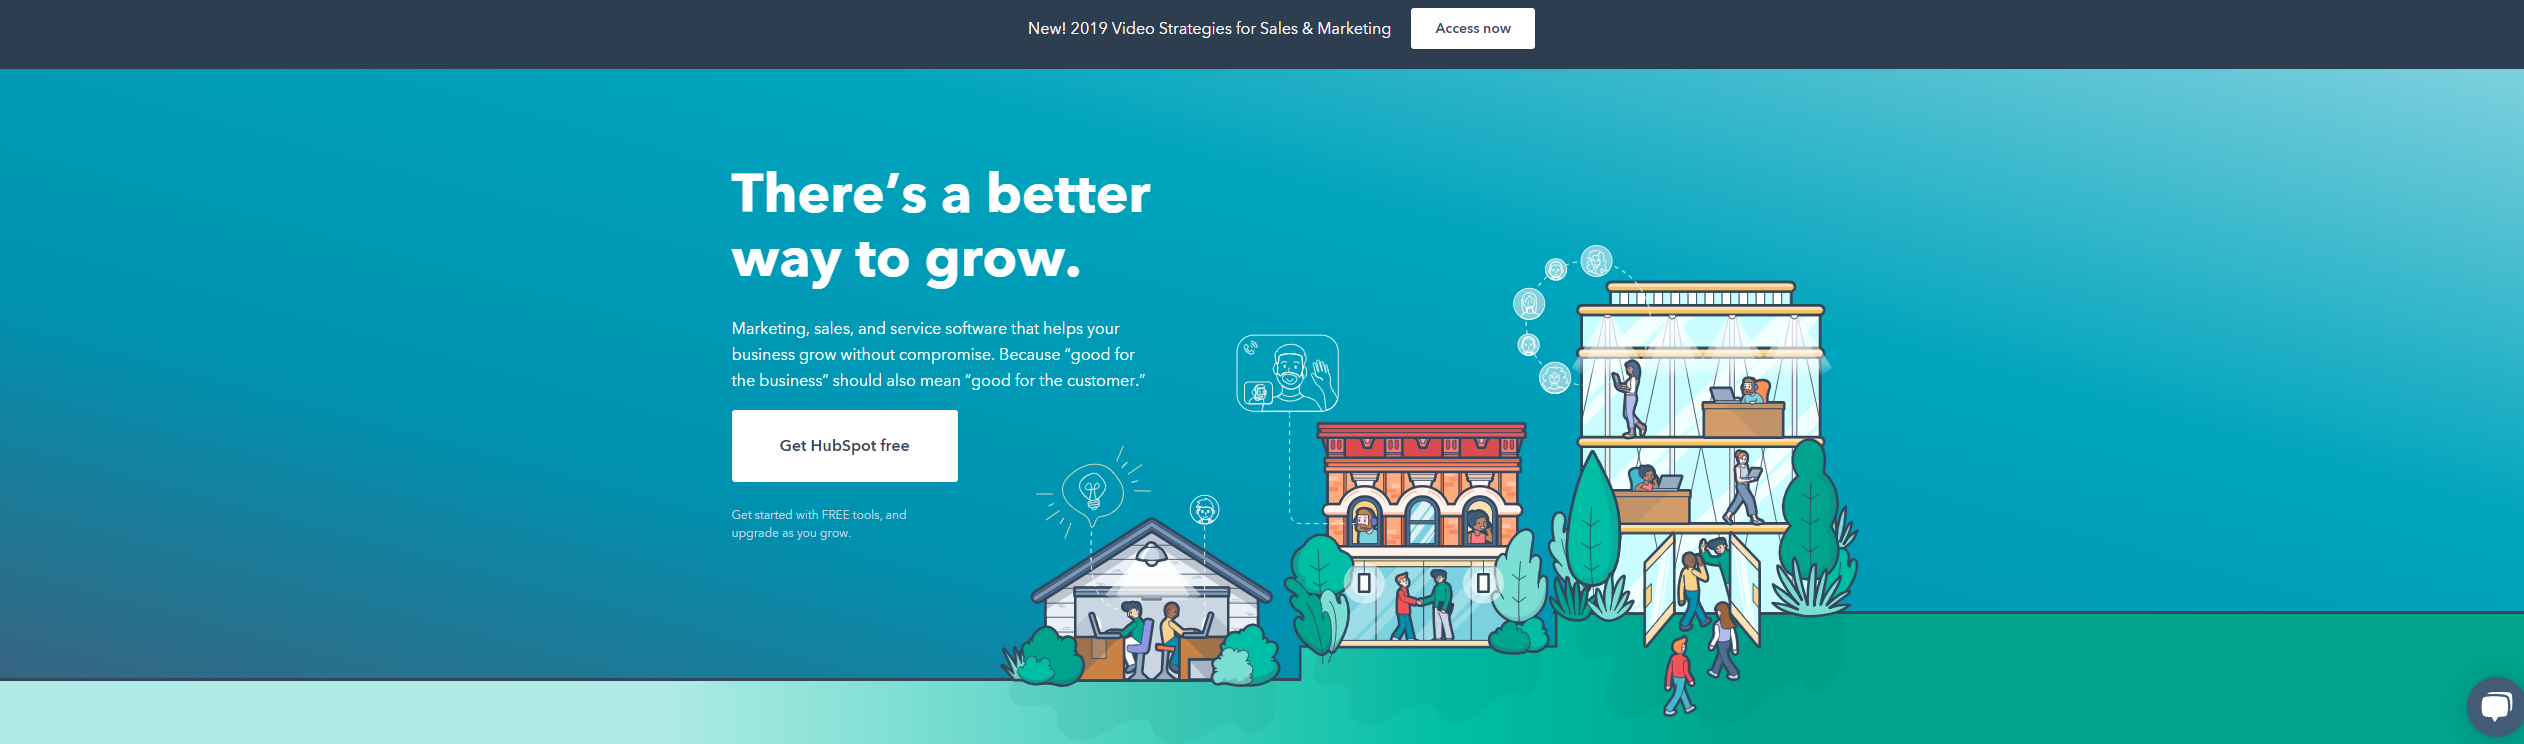 New! 2019 Video Strategies for Sales & Marketing
Access now
There’s a better
way to grow.
Marketing, sales, and service software that helps your
business grow without compromise. Because “good for
the business” should also mean “good for the customer.”
Get HubSpot free
Get started with FREE tools, and
upgrade as you grow.